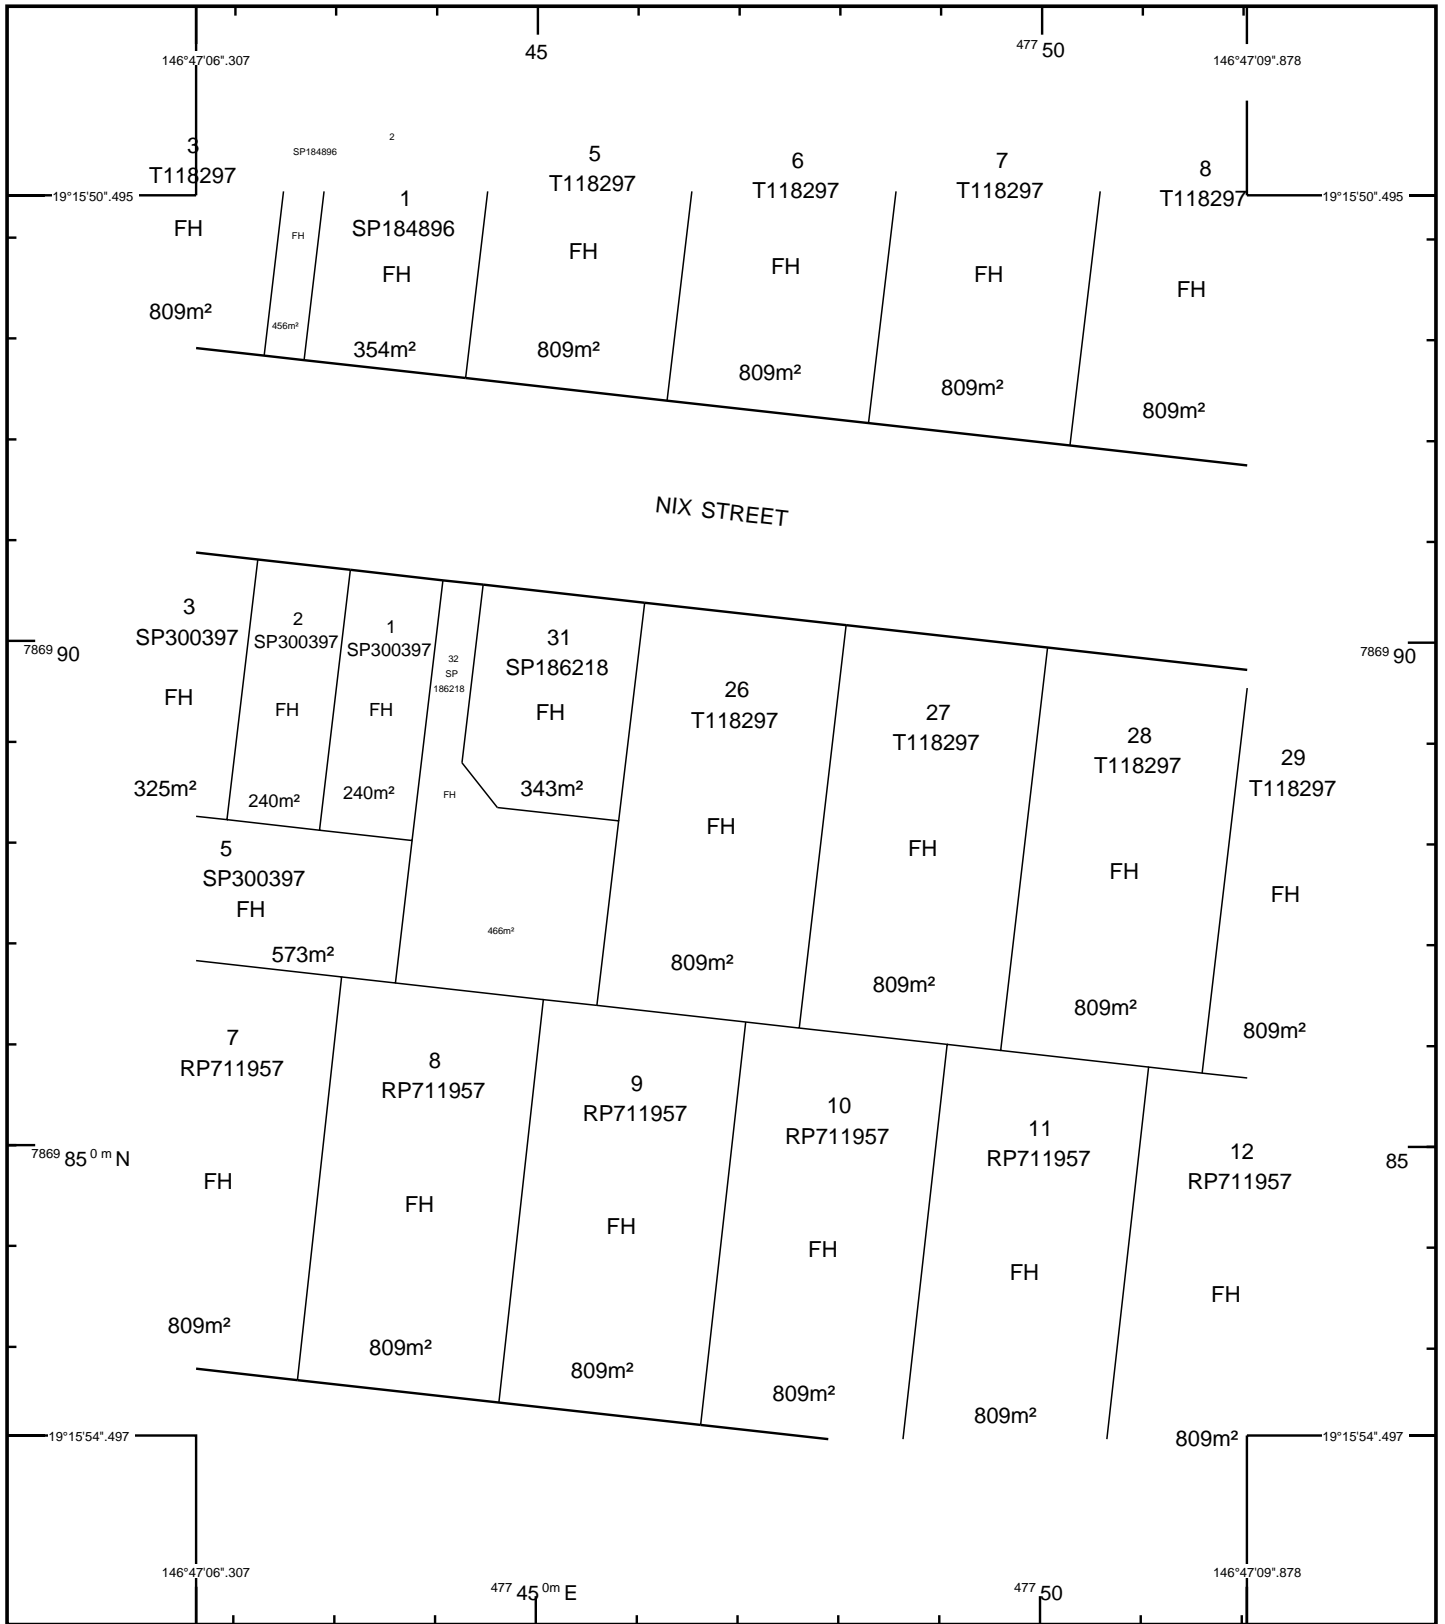 45
477 50
146°47'06".307
146°47'09".878
2
3
T118297
SP184896
5
T118297
6
T118297
7
T118297
8
T118297
19°15'50".495
19°15'50".495
1
SP184896
FH
FH
FH
FH
FH
FH
FH
809m²
456m²
354m²
809m²
809m²
809m²
809m²
NIX STREET
3
SP300397
2
SP300397
1
SP300397
32
SP
186218
31
SP186218
7869 90
7869 90
26
T118297
27
T118297
28
T118297
29
T118297
FH
FH
FH
FH
FH
325m²
240m²
240m²
343m²
FH
FH
FH
FH
5
SP300397
FH
573m²
466m²
809m²
809m²
809m²
809m²
7
RP711957
8
RP711957
9
RP711957
10
RP711957
11
RP711957
12
RP711957
7869 85 0 m N
85
FH
FH
FH
FH
FH
FH
809m²
809m²
809m²
809m²
809m²
809m²
19°15'54".497
19°15'54".497
146°47'06".307
146°47'09".878
477 45 0m E
477 50